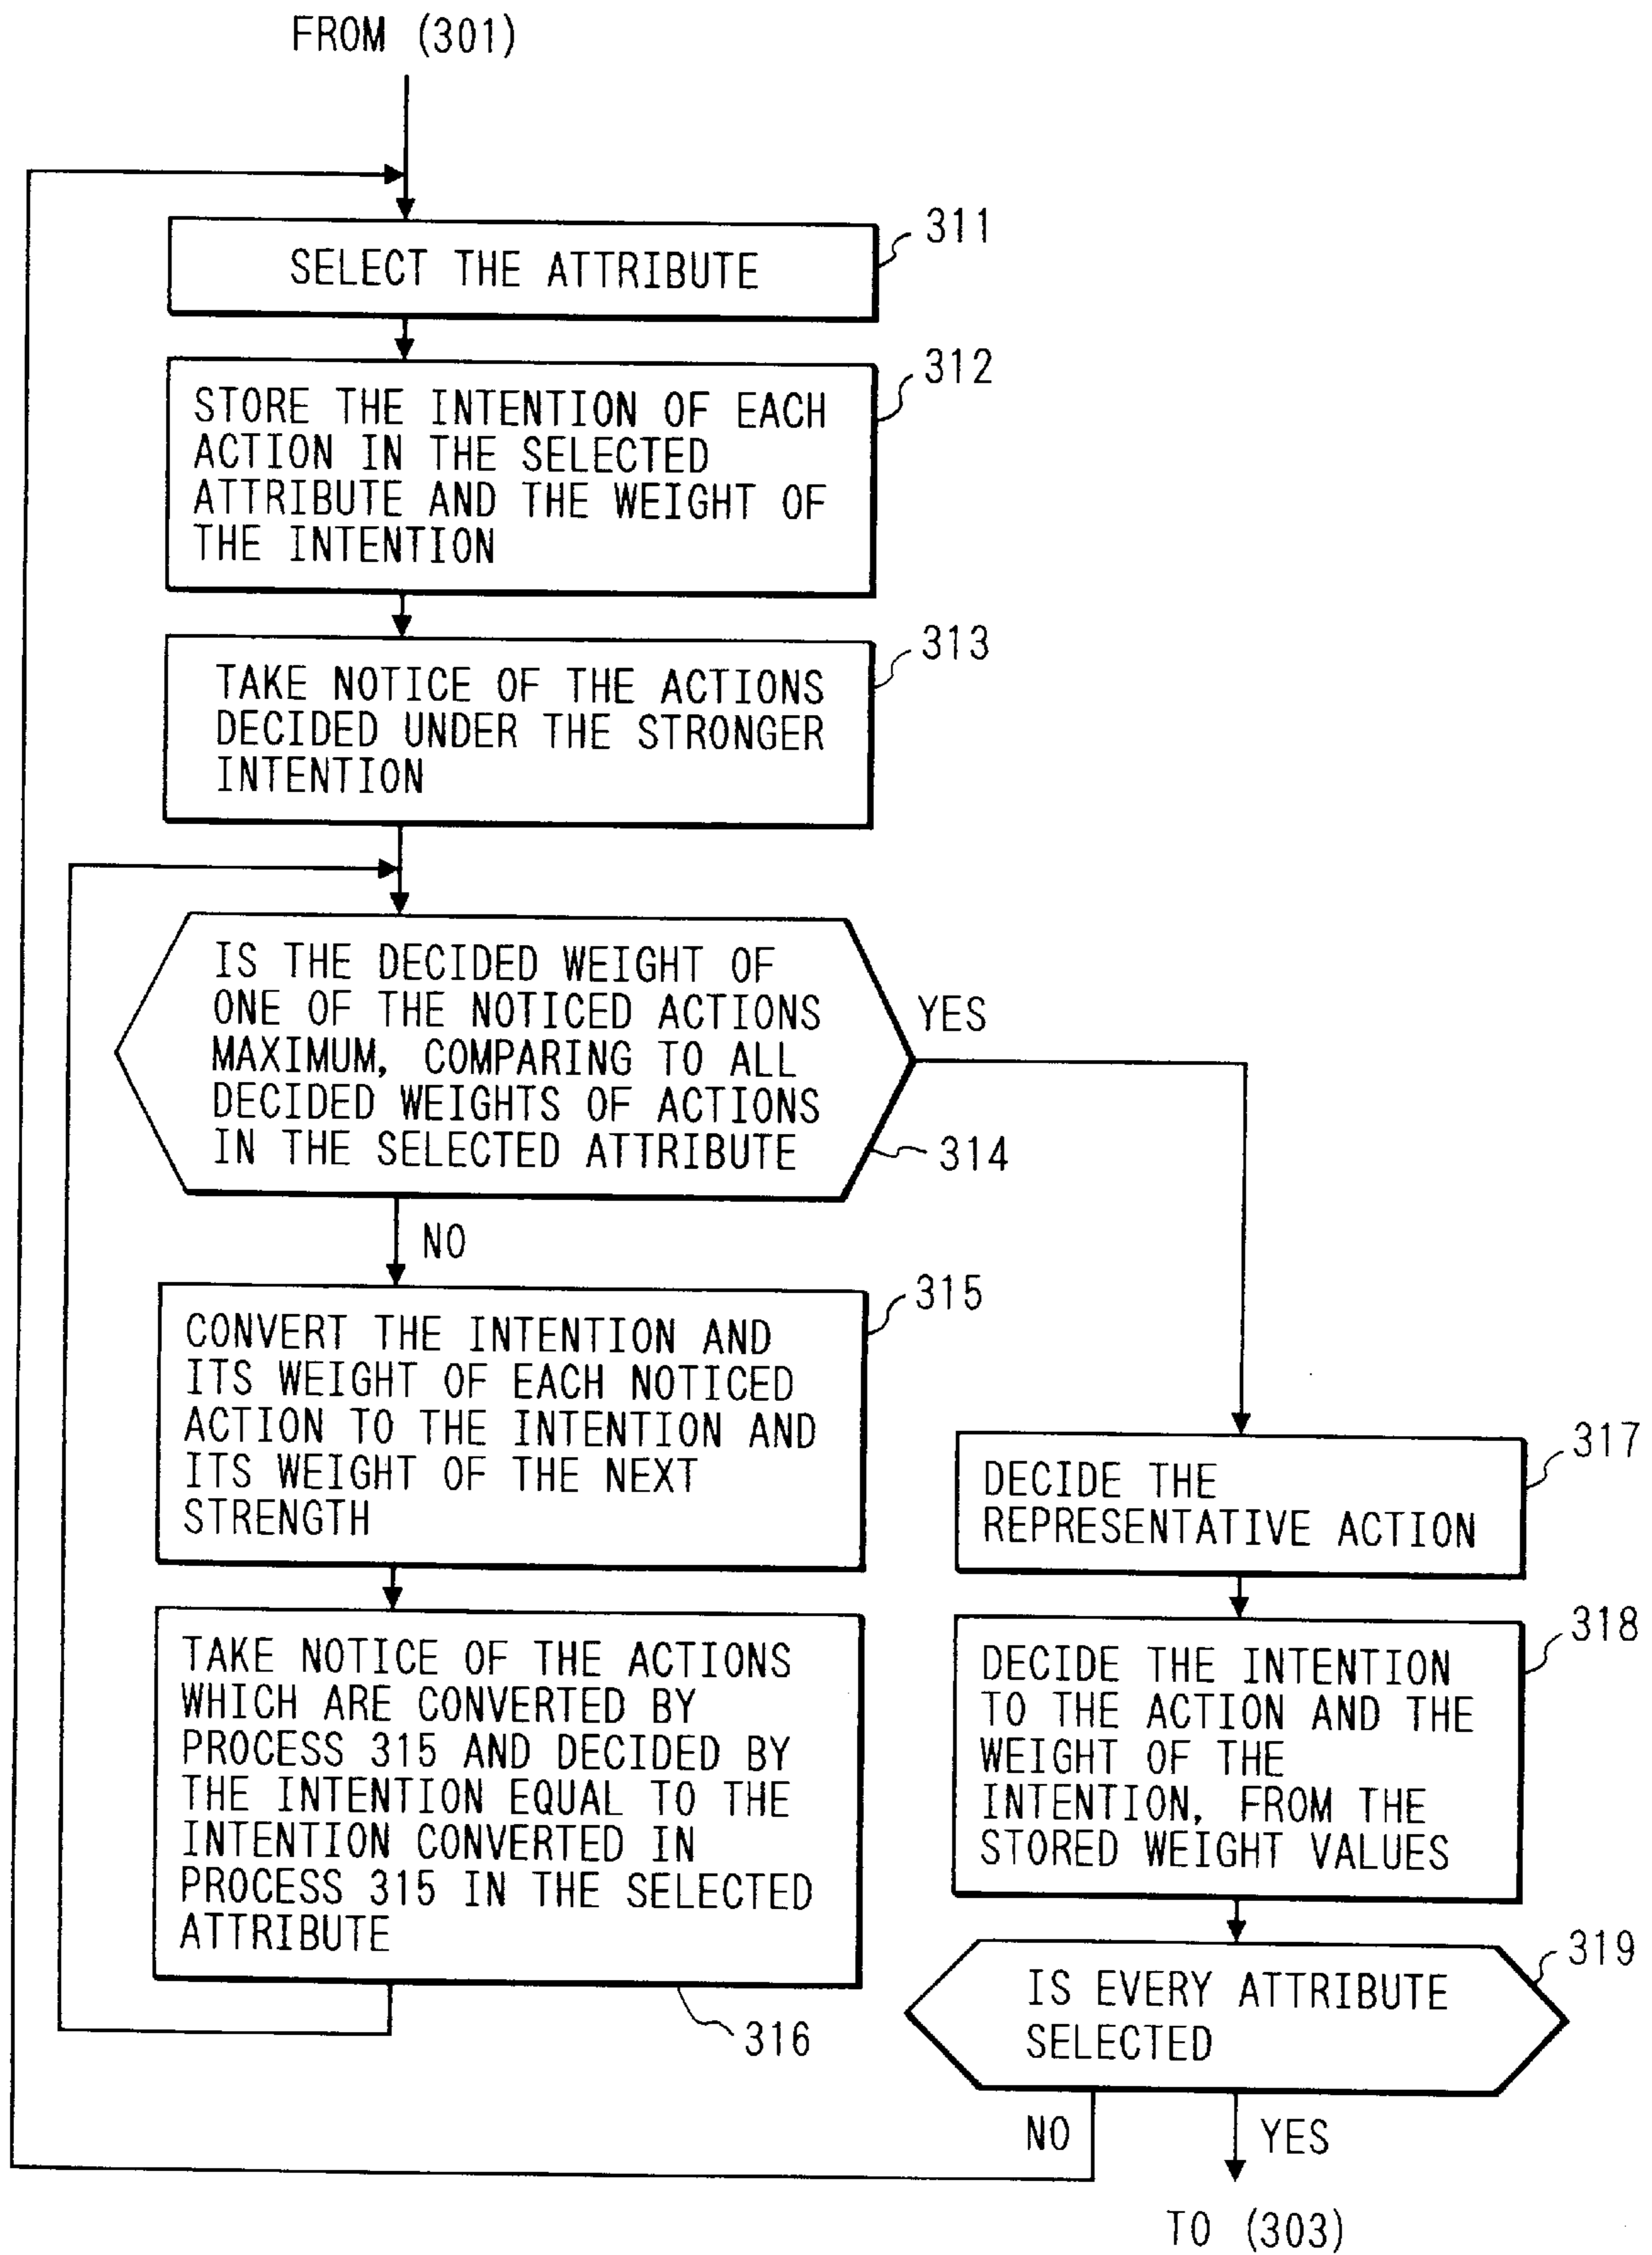 FROM (301)
311
SELECT THE ATTRIBUTE
312
STORE THE INTENTION OF EACH
ACTION IN THE SELECTED
ATTRIBUTE AND THE WEIGHT OF
THE INTENTION
313
TAKE NOTICE OF THE ACTIONS
DECIDED UNDER THE STRONGER
INTENTION
IS THE DECIDED WEIGHT OF
ONE OF THE NOTICED ACTIONS
MAXIMUM, COMPARING TO ALL
DECIDED WEIGHTS OF ACTIONS
IN THE SELECTED ATTRIBUTE
YES
314
NO
315
CONVERT THE INTENTION AND
ITS WEIGHT OF EACH NOTICED
ACTION TO THE INTENTION AND
ITS WEIGHT OF THE NEXT
STRENGTH
TAKE NOTICE OF THE ACTIONS
WHICH ARE CONVERTED BY
PROCESS 315 AND DECIDED BY
THE INTENTION EQUAL TO THE
INTENTION CONVERTED IN
PROCESS 315 IN THE SELECTED
ATTRIBUTE
316
317
DECIDE THE
REPRESENTATIVE ACTION
318
DECIDE THE INTENTION
TO THE ACTION AND THE
WEIGHT OF THE
INTENTION, FROM THE
STORED WEIGHT VALUES
319
IS EVERY ATTRIBUTE
SELECTED
NO
YES
TO (303)